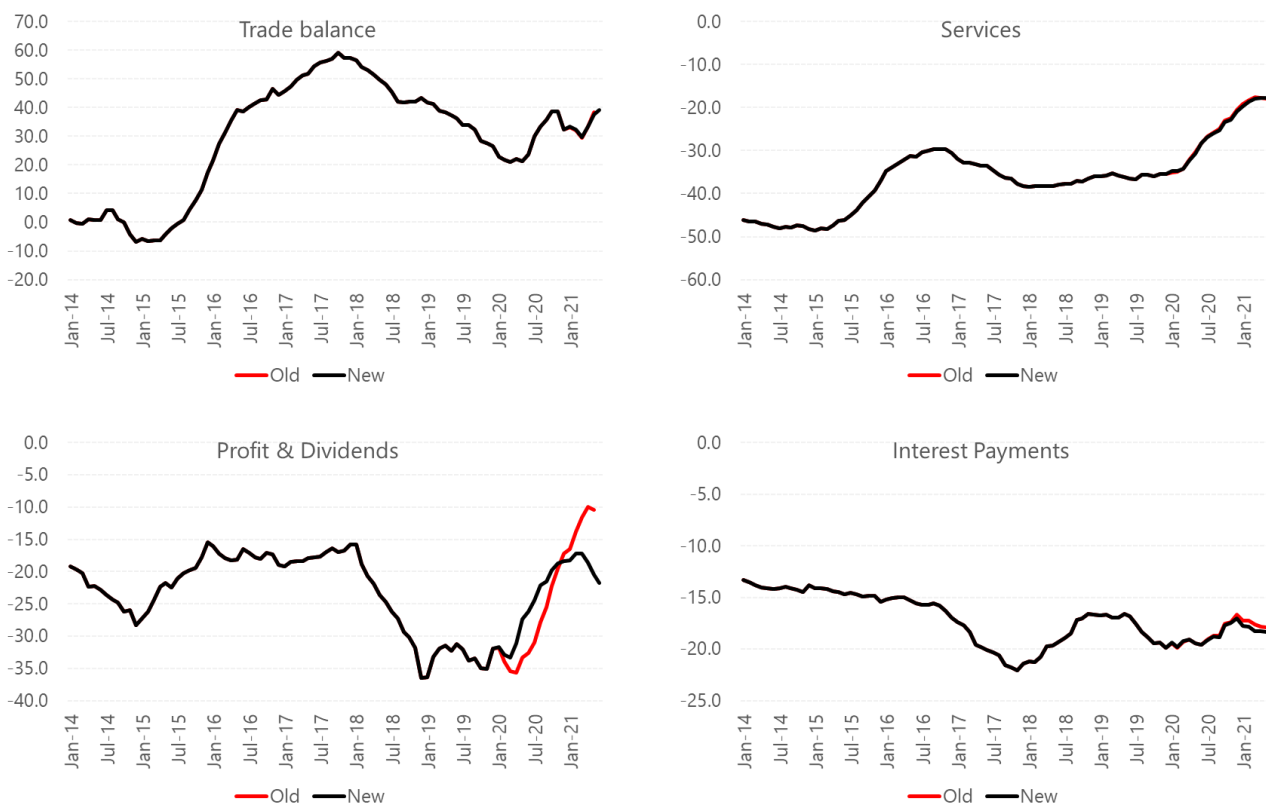 Trade balance
70.0
60.0
50.0
40.0
30.0
20.0
10.0
0.0
-10.0
-20.0
Jan-14
Jul-14
Jan-15
Jul-15
Jan-16
Jul-16
Jan-17
Jul-17
Jan-18
Jul-18
Jan-19
Jul-19
Jan-20
Jul-20
Jan-21
Old New
Services
0.0
-10.0
-20.0
-30.0
-40.0
-50.0
-60.0
Jan-14
Jul-14
Jan-15
Jul-15
Jan-16
Jul-16
Jan-17
Jul-17
Jan-18
Jul-18
Jan-19
Jul-19
Jan-20
Jul-20
Jan-21
Old New
Profit & Dividends
0.0
-5.0
-10.0
-15.0
-20.0
-25.0
-30.0
-35.0
-40.0
Jan-14
Jul-14
Jan-15
Jul-15
Jan-16
Jul-16
Jan-17
Jul-17
Jan-18
Jul-18
Jan-19
Jul-19
Jan-20
Jul-20
Jan-21
Old New
Interest Payments
0.0
-5.0
-10.0
-15.0
-20.0
-25.0
Jan-14
Jul-14
Jan-15
Jul-15
Jan-16
Jul-16
Jan-17
Jul-17
Jan-18
Jul-18
Jan-19
Jul-19
Jan-20
Jul-20
Jan-21
Old New